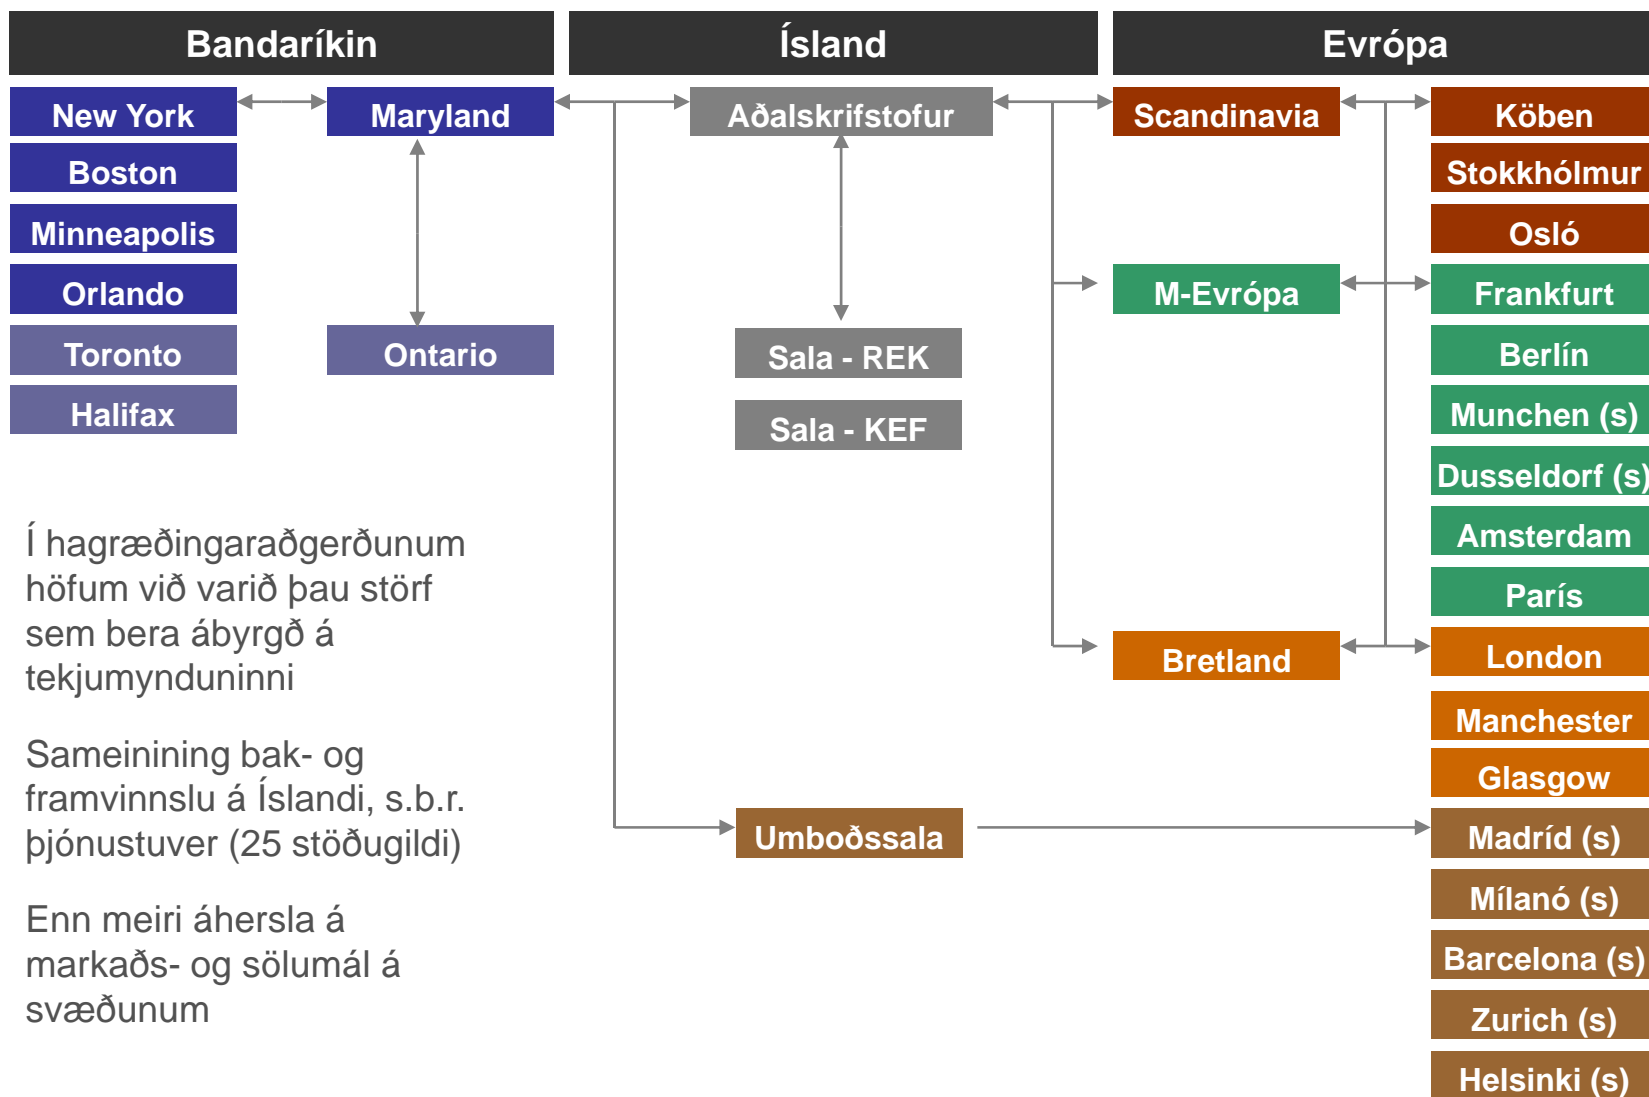 Bandaríkin
Ísland
Evrópa
New York
Maryland
Aðalskrifstofur
Scandinavia
Köben
Boston
Stokkhólmur
Minneapolis
Osló
Orlando
M-Evrópa
Frankfurt
Toronto
Ontario
Sala - REK
Berlín
Halifax
Sala - KEF
Munchen (s)
Dusseldorf (s)
Amsterdam
París
Bretland
London
Manchester
Glasgow
Umboðssala
Madríd (s)
Mílanó (s)
Barcelona (s)
Zurich (s)
Helsinki (s)
Í hagræðingaraðgerðunum
höfum við varið þau störf
sem bera ábyrgð á
tekjumynduninni
Sameinining bak- og
framvinnslu á Íslandi, s.b.r.
þjónustuver (25 stöðugildi)
Enn meiri áhersla á
markaðs- og sölumál á
svæðunum